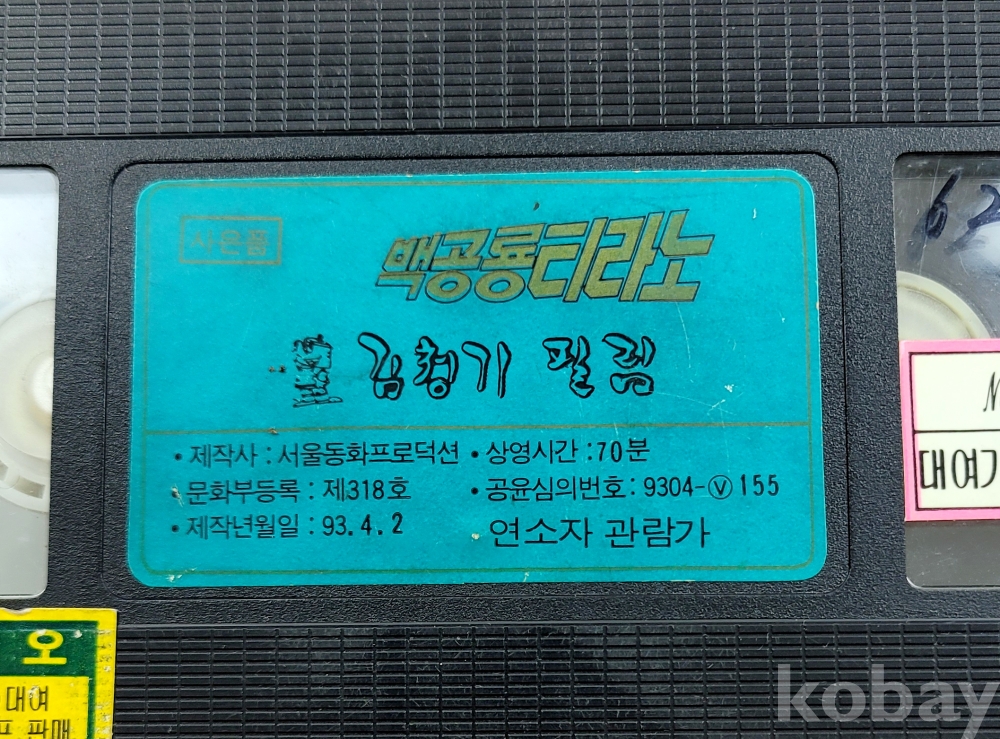 사은품
백공룡티라노
김청기 필림
• 제작사 : 서울동화프로덕션 • 상영시간 : 70분
• 문화부등록 : 제318호 • 공윤심의번호 : 9304-ⓥ155
• 제작년월일 : 93. 4. 2 연소자 관람가
62
N
대여기
오
대여
판매
kobay